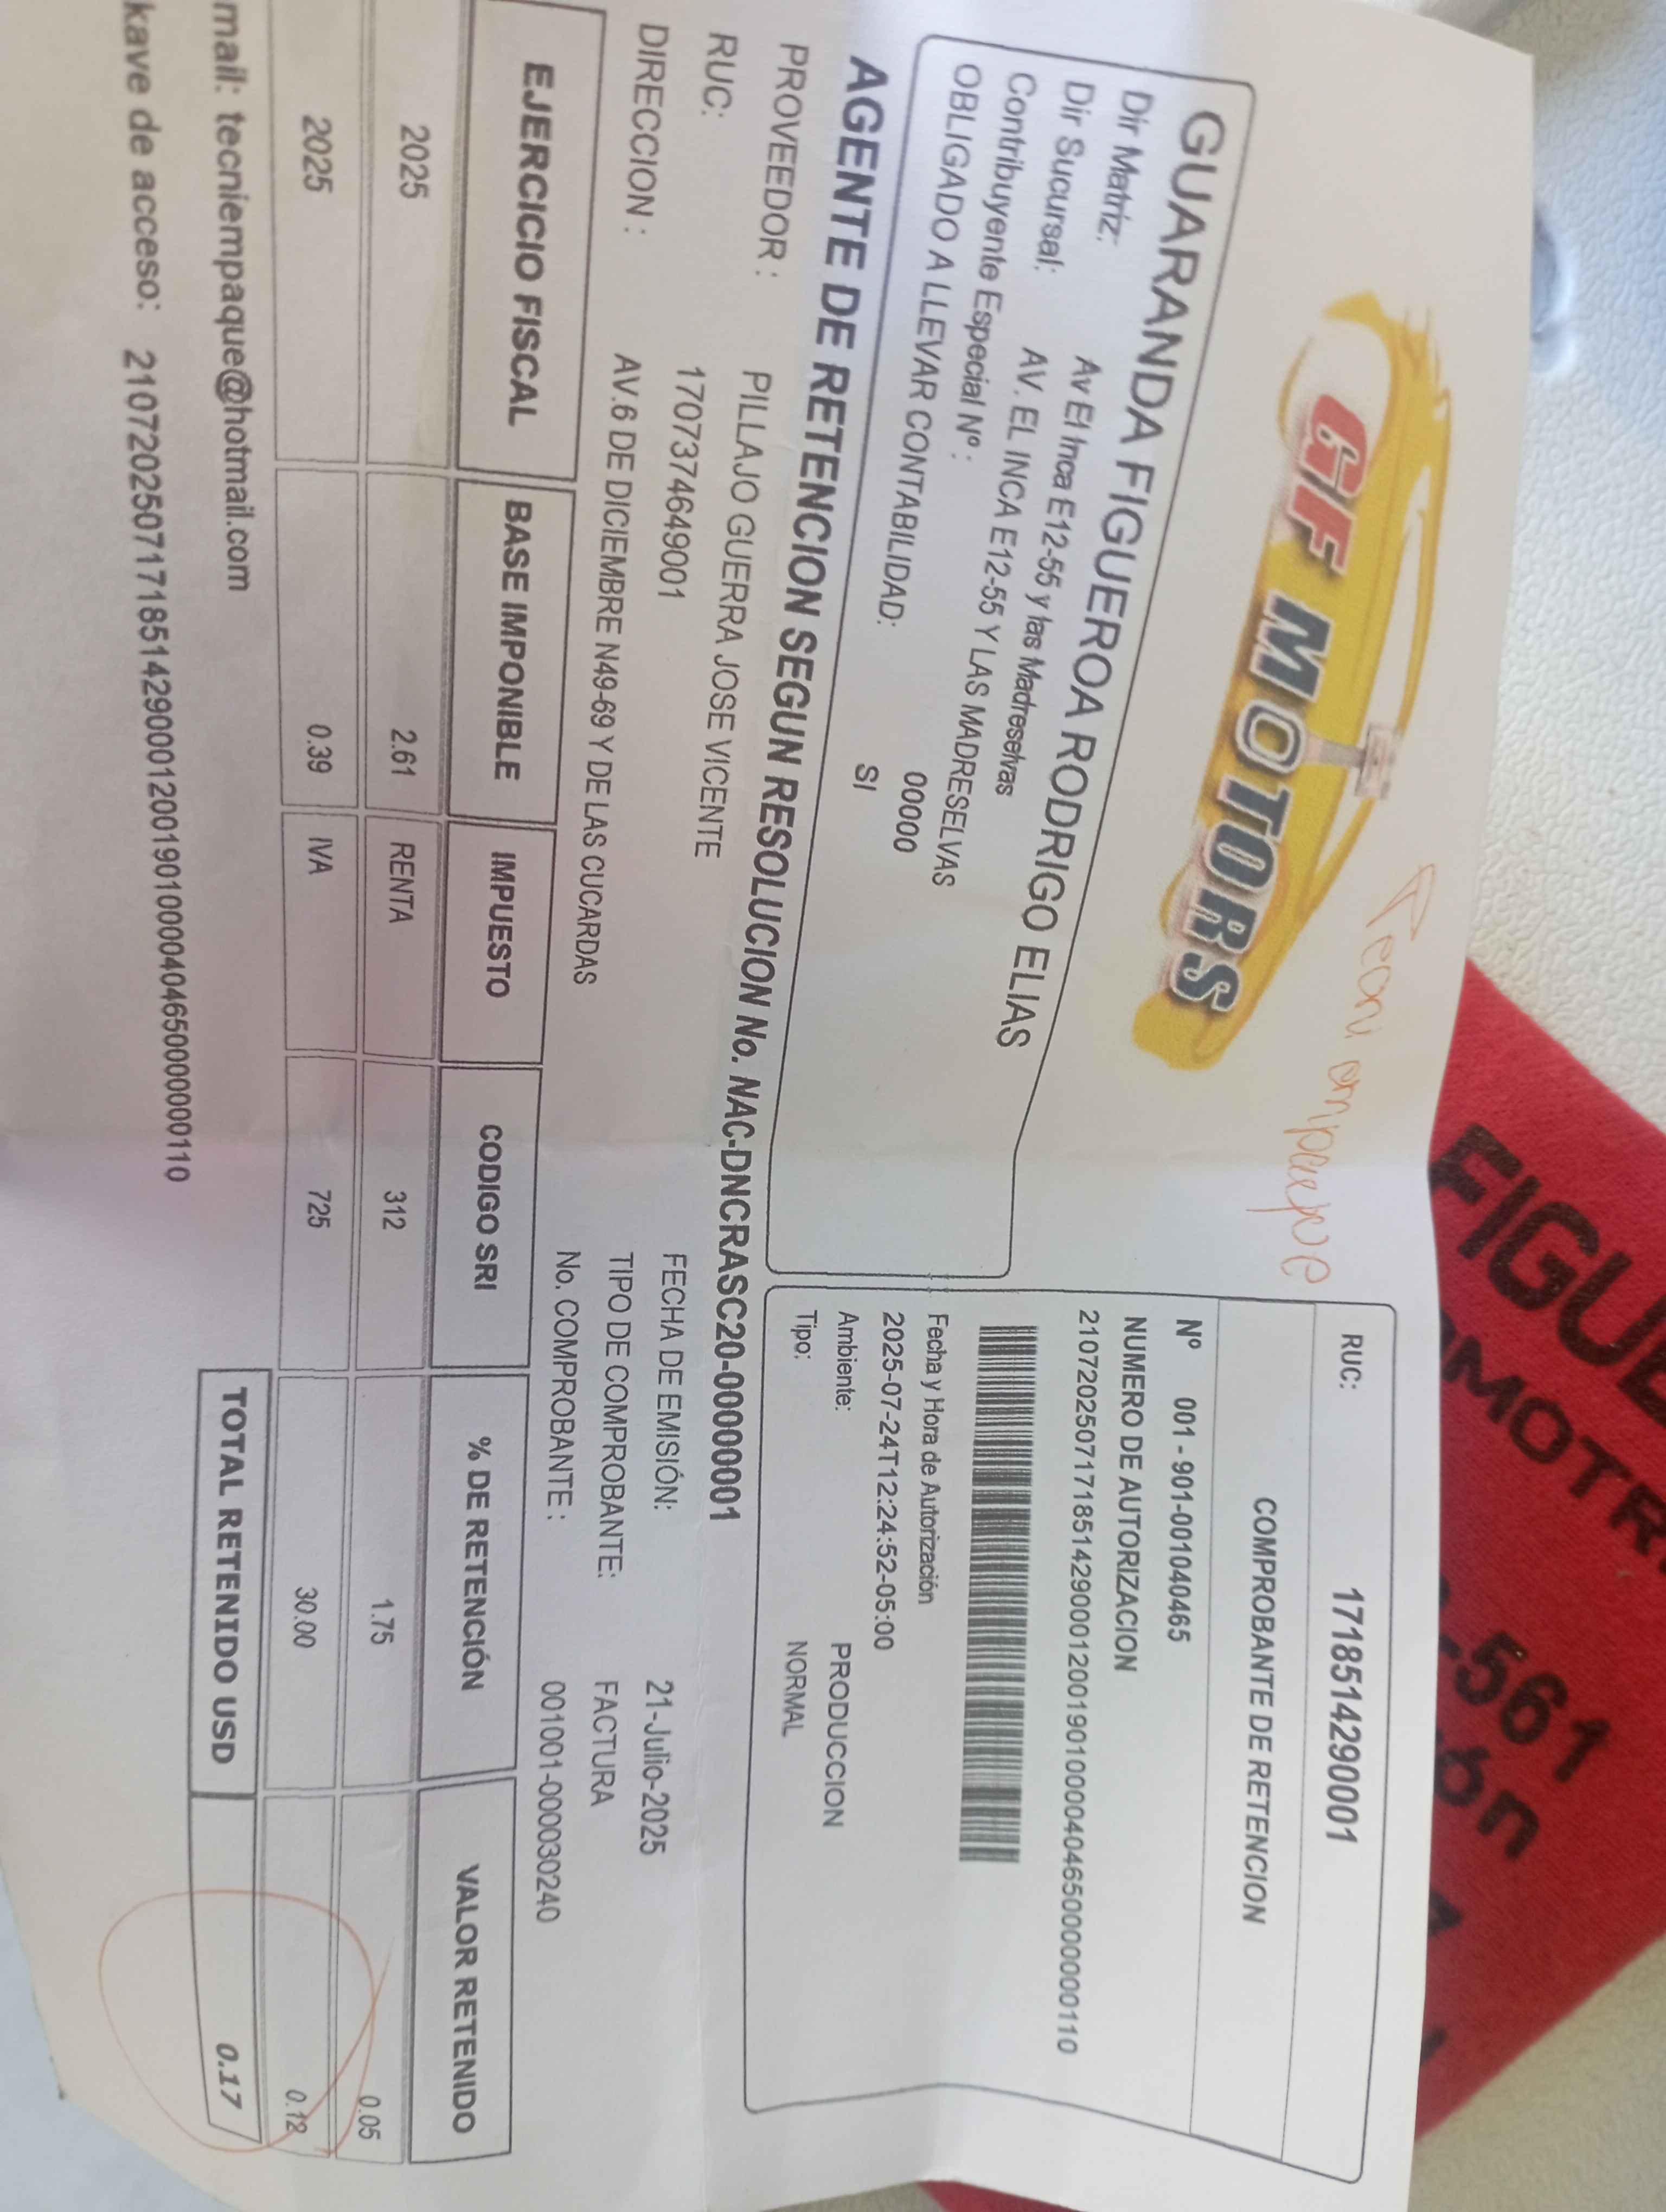 GF MOTORS
Tecni empaque
GUARANDA FIGUEROA RODRIGO ELIAS
Dir Matriz: Av El Inca E12-55 y las Madreselvas
Dir Sucursal: AV. EL INCA E12-55 Y LAS MADRESELVAS
Contribuyente Especial Nº : 00000
OBLIGADO A LLEVAR CONTABILIDAD: SI
RUC: 1718514290001
COMPROBANTE DE RETENCION
Nº 001 - 901-001040465
NUMERO DE AUTORIZACION
Fecha y Hora de Autorización
2025-07-24T12:24:52-05:00
Ambiente: PRODUCCION
Tipo: NORMAL
AGENTE DE RETENCION SEGUN RESOLUCION No. NAC-DNCRASC20-00000001
PROVEEDOR : PILLAJO GUERRA JOSE VICENTE
RUC: 1707374649001
DIRECCION : AV.6 DE DICIEMBRE N49-69 Y DE LAS CUCARDAS
FECHA DE EMISIÓN: 21-Julio-2025
TIPO DE COMPROBANTE: FACTURA
No. COMPROBANTE : 001001-000030240
EJERCICIO FISCAL BASE IMPONIBLE IMPUESTO CODIGO SRI % DE RETENCIÓN VALOR RETENIDO
2025 2.61 RENTA 312 1.75 0.05
2025 0.39 IVA 725 30.00 0.12
TOTAL RETENIDO USD 0.17
mail: tecniempaque@hotmail.com
kave de acceso:
-561